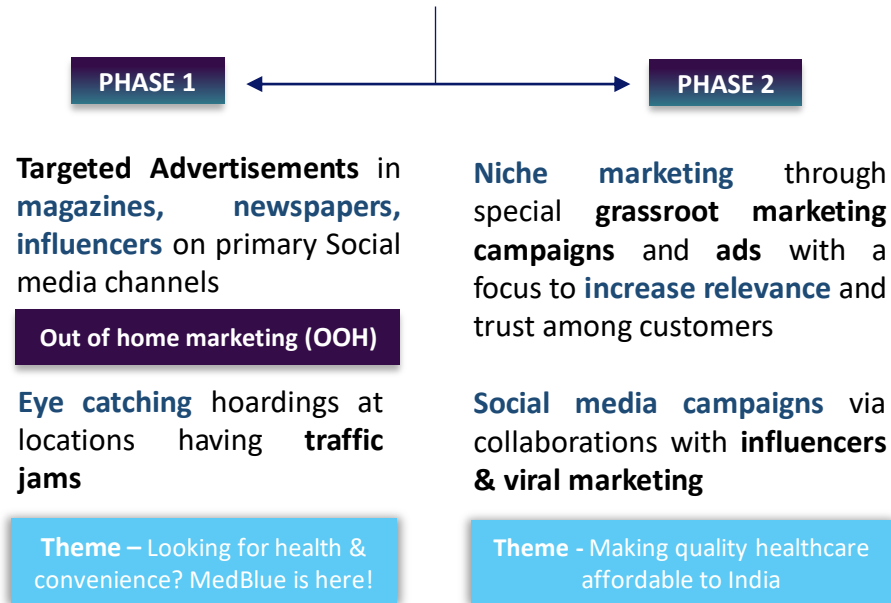 PHASE 1
Targeted Advertisements in
magazines, newspapers,
influencers on primary Social
media channels
Out of home marketing (OOH)
Eye catching hoardings at
locations having traffic
jams
Theme – Looking for health &
convenience? MedBlue is here!
PHASE 2
Niche marketing through
special grassroot marketing
campaigns and ads with a
focus to increase relevance and
trust among customers
Social media campaigns via
collaborations with influencers
& viral marketing
Theme - Making quality healthcare
affordable to India